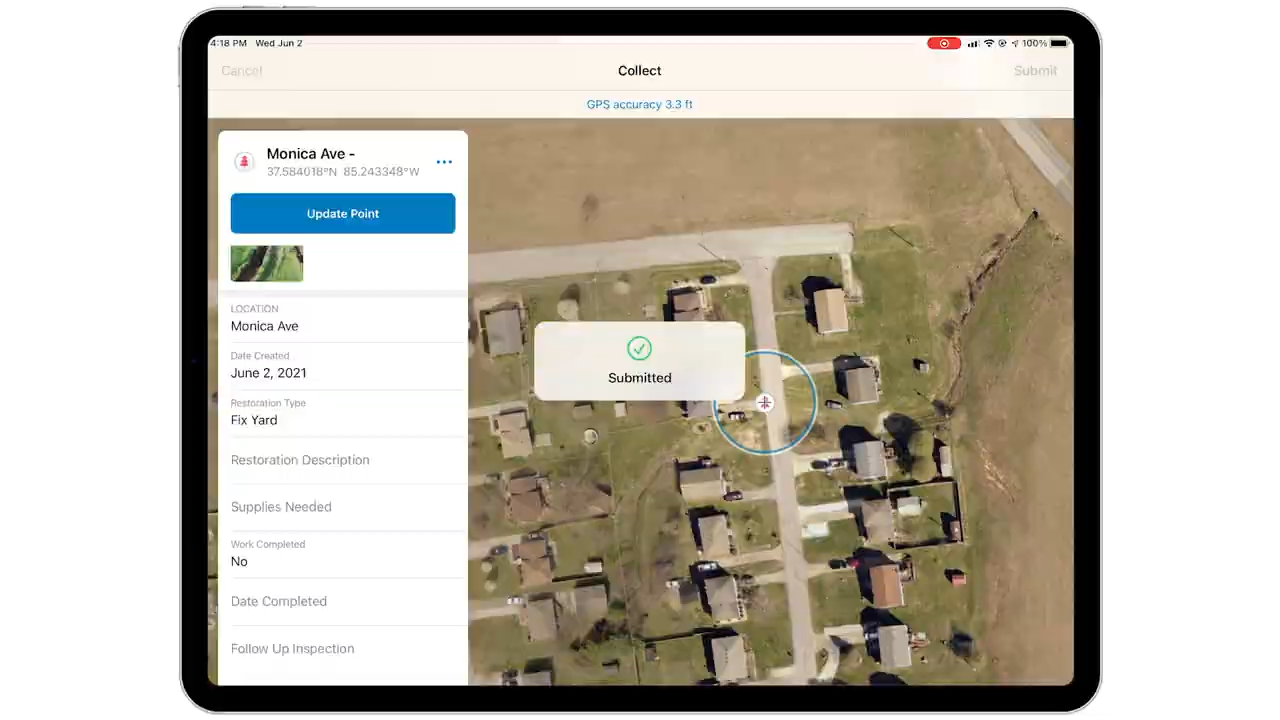 4:18 PM Wed Jun 2
100%
Cancel
Collect
Submit
GPS accuracy 3.3 ft
Monica Ave -
37.584018°N 85.243348°W
Update Point
LOCATION
Monica Ave
Date Created
June 2, 2021
Restoration Type
Fix Yard
Restoration Description
Supplies Needed
Work Completed
No
Date Completed
Follow Up Inspection
Submitted